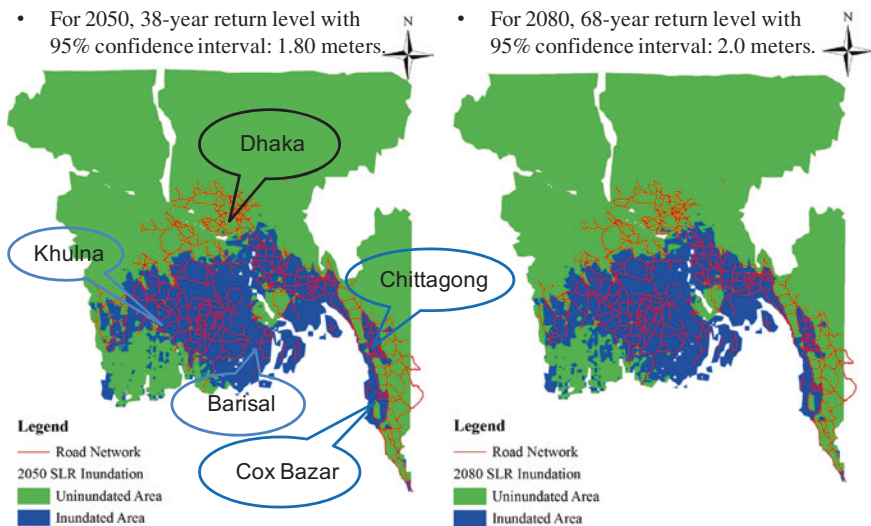 • For 2050, 38-year return level with
95% confidence interval: 1.80 meters.
N
Dhaka
Khulna
Chittagong
Barisal
Cox Bazar
Legend
Road Network
2050 SLR Inundation
Uninundated Area
Inundated Area
• For 2080, 68-year return level with
95% confidence interval: 2.0 meters.
N
Legend
Road Network
2080 SLR Inundation
Uninundated Area
Inundated Area